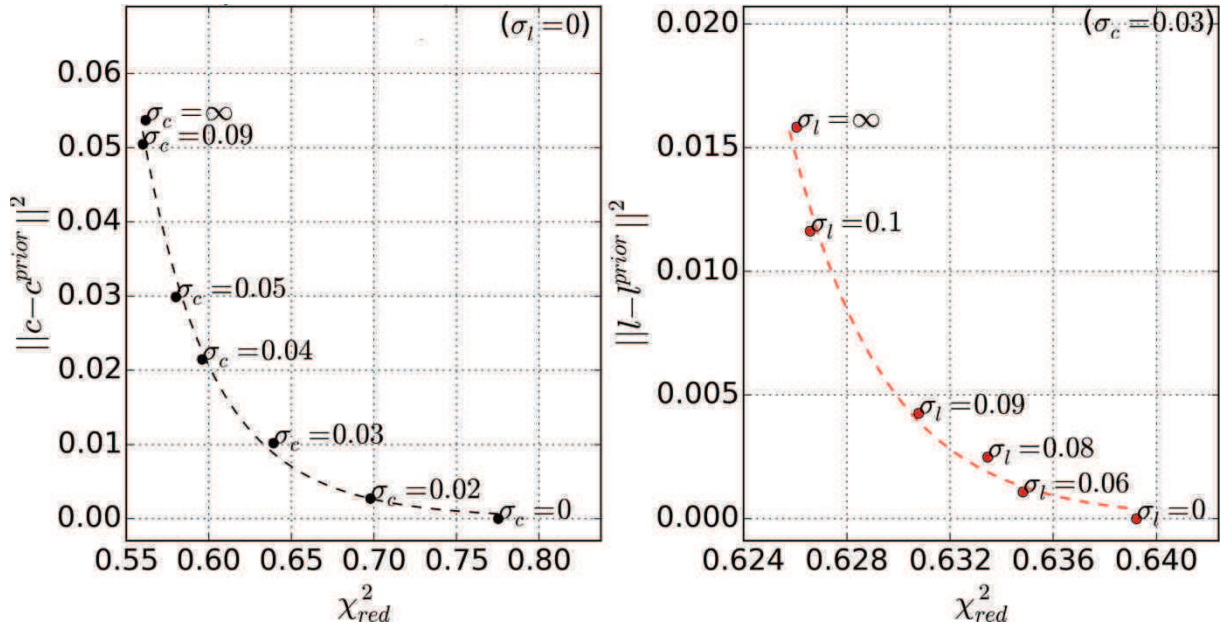 (σ_l=0)
0.06
σ_c=∞
σ_c=0.09
0.05
0.04
σ_c=0.05
0.03
σ_c=0.04
0.02
σ_c=0.03
0.01
σ_c=0.02
σ_c=0
0.00
0.55 0.60 0.65 0.70 0.75 0.80
χ²_red
||c−c^prior||²
(σ_c=0.03)
0.020
σ_l=∞
0.015
σ_l=0.1
0.010
0.005
σ_l=0.09
σ_l=0.08
σ_l=0.06
σ_l=0
0.000
0.624 0.628 0.632 0.636 0.640
χ²_red
||l−l^prior||²